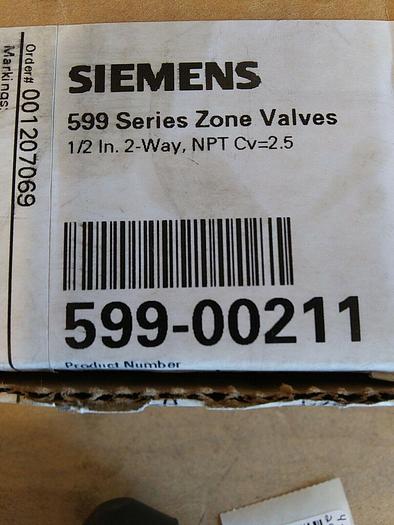 SIEMENS
599 Series Zone Valves
1/2 In. 2-Way, NPT Cv=2.5
599-00211
Product Number
Order# 001207069
Markings: